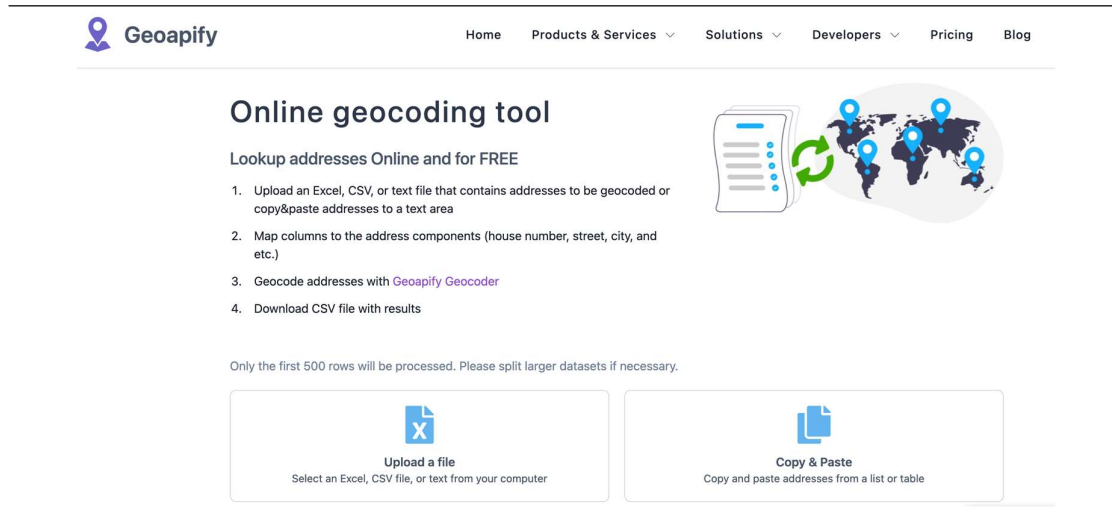 Geoapify
Home Products & Services Solutions Developers Pricing Blog
Online geocoding tool
Lookup addresses Online and for FREE
1. Upload an Excel, CSV, or text file that contains addresses to be geocoded or
copy&paste addresses to a text area
2. Map columns to the address components (house number, street, city, and
etc.)
3. Geocode addresses with Geoapify Geocoder
4. Download CSV file with results
Only the first 500 rows will be processed. Please split larger datasets if necessary.
X
Upload a file
Select an Excel, CSV file, or text from your computer
Copy & Paste
Copy and paste addresses from a list or table